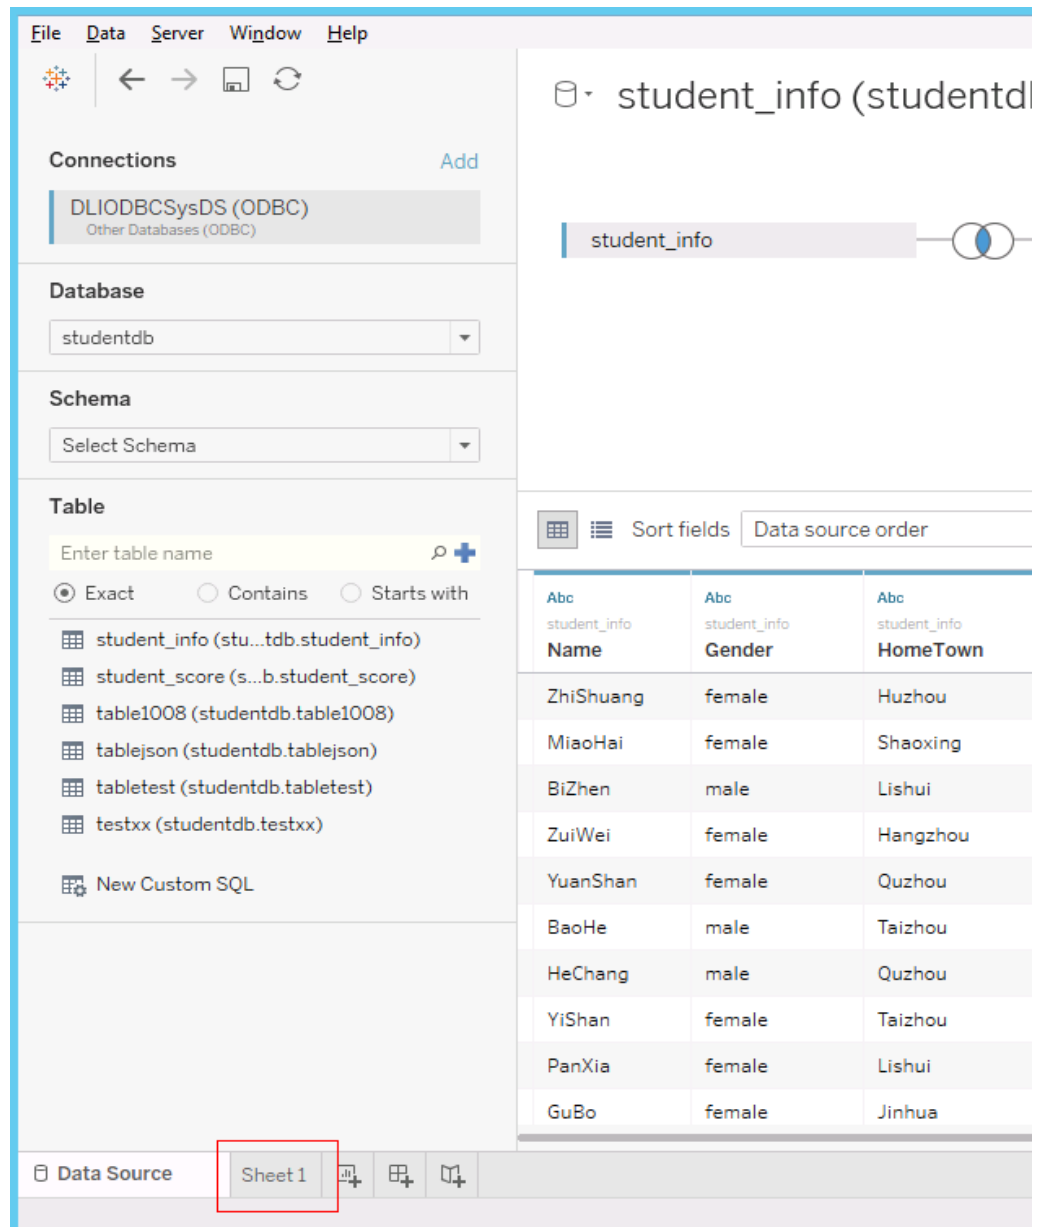 File Data Server Window Help
student_info (studentd
Connections Add
DLIODBCSysDS (ODBC)
Other Databases (ODBC)
student_info
Database
studentdb
Schema
Select Schema
Table
Enter table name
Exact Contains Starts with
student_info (stu...tdb.student_info)
student_score (s...b.student_score)
table1008 (studentdb.table1008)
tablejson (studentdb.tablejson)
tabletest (studentdb.tabletest)
testxx (studentdb.testxx)
New Custom SQL
Sort fields Data source order
Abc Abc Abc
student_info student_info student_info
Name Gender HomeTown
ZhiShuang female Huzhou
MiaoHai female Shaoxing
BiZhen male Lishui
ZuiWei female Hangzhou
YuanShan female Quzhou
BaoHe male Taizhou
HeChang male Quzhou
YiShan female Taizhou
PanXia female Lishui
GuBo female Jinhua
Data Source Sheet 1